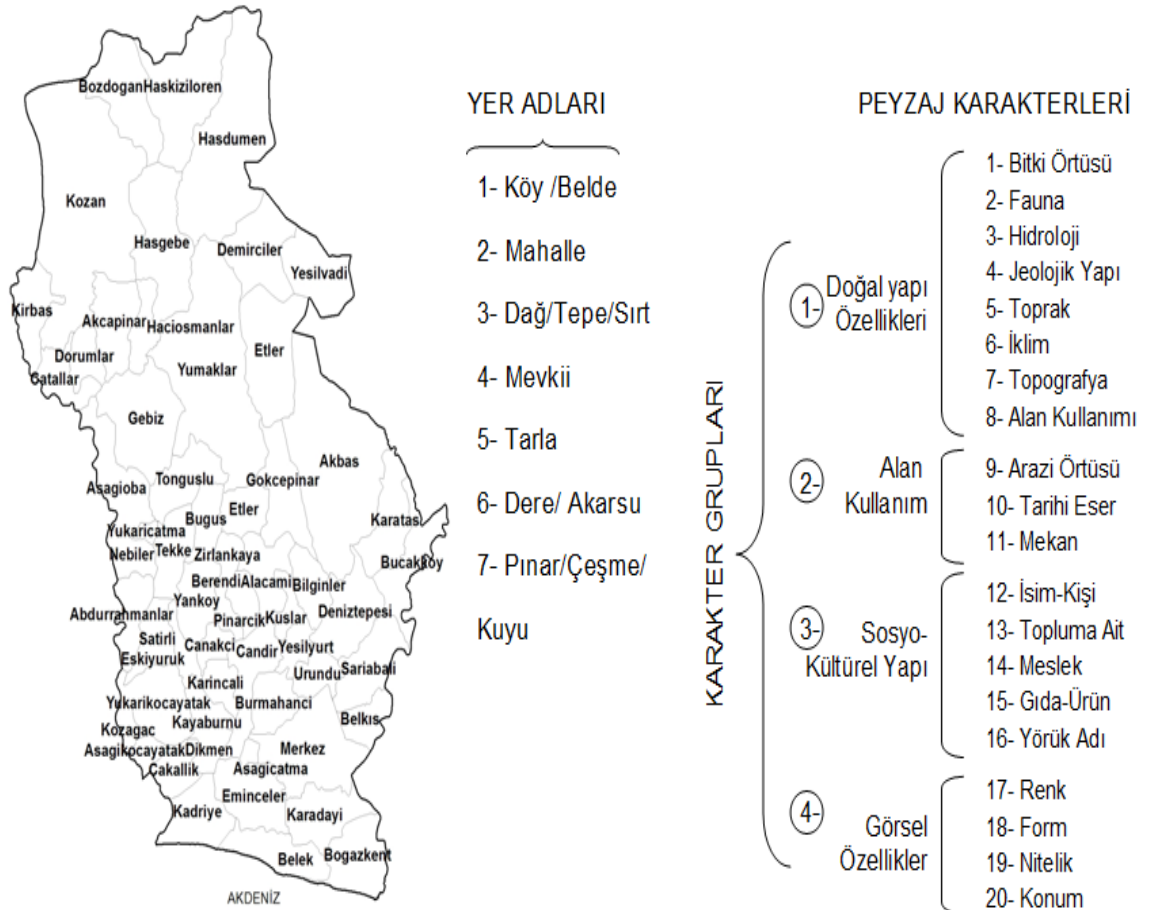 BozdoganHaskiziloren
Hasdumen
Kozan
Hasgebe
Demirciler
Yesilvadi
Kirbas
Akcapinar
Haciosmanlar
Dorumlar
Etler
Catallar
Yumaklar
Gebiz
Akbas
Tonguslu
Gokcepinar
Asagioba
Etler
Bugus
Karatas
Yukaricatma
Nebiler
Tekke
Zirlankaya
Bucakkoy
BerendiAlacami
Bilginler
Yankoy
Abdurrahmanlar
Pinarcik
Kuslar
Deniztepesi
Satirli
Canakci
Candir
Yesilyurt
Eskiyuruk
Urundu
Sariabali
Karincali
Yukarikocayatak
Burmahanci
Kayaburnu
Belkıs
Kozagac
AsagikocayatakDikmen
Merkez
Cakallik
Asagicatma
Eminceler
Kadriye
Karadayi
Belek
Bogazkent
AKDENİZ
YER ADLARI
1- Köy /Belde
2- Mahalle
3- Dağ/Tepe/Sırt
4- Mevkii
5- Tarla
6- Dere/ Akarsu
7- Pınar/Çeşme/
Kuyu
KARAKTER GRUPLARI
1- Doğal yapı
Özellikleri
2- Alan
Kullanım
3- Sosyo-
Kültürel Yapı
4- Görsel
Özellikler
PEYZAJ KARAKTERLERİ
1- Bitki Örtüsü
2- Fauna
3- Hidroloji
4- Jeolojik Yapı
5- Toprak
6- İklim
7- Topografya
8- Alan Kullanımı
9- Arazi Örtüsü
10- Tarihi Eser
11- Mekan
12- İsim-Kişi
13- Topluma Ait
14- Meslek
15- Gıda-Ürün
16- Yörük Adı
17- Renk
18- Form
19- Nitelik
20- Konum